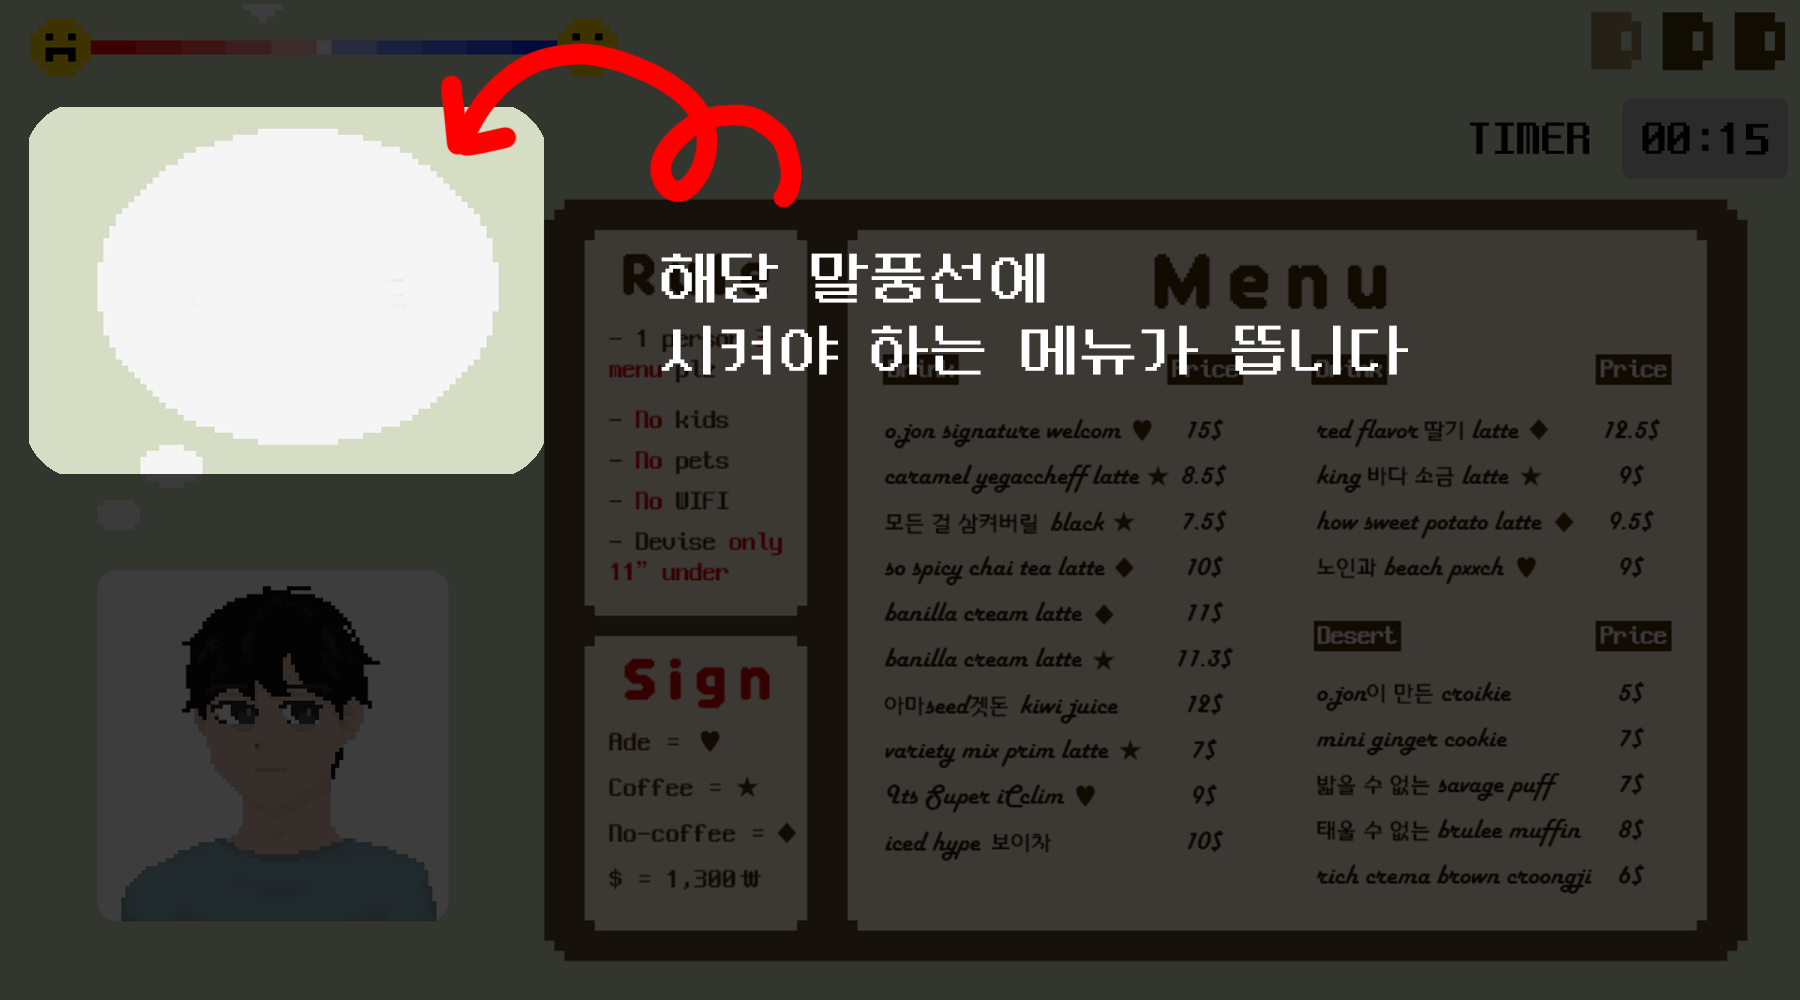 TIMER 00:15
해당 말풍선에
시켜야 하는 메뉴가 뜹니다
- 1 person
menu plz
- No kids
- No pets
- No WIFI
- Devise only
11” under
Sign
Ade = ♥
Coffee = ★
No-coffee = ◆
$ = 1,300₩
Menu
Drink Price
o.jon signature welcom ♥ 15$
caramel yegaccheff latte ★ 8.5$
모든 걸 삼켜버릴 black ★ 7.5$
so spicy chai tea latte ◆ 10$
banilla cream latte ◆ 11$
banilla cream latte ★ 11.3$
아마seed겟돈 kiwi juice 12$
variety mix prim latte ★ 7$
Its Super iCclim ♥ 9$
iced hype 보이차 10$
Drink Price
red flavor 딸기 latte ◆ 12.5$
king 바다 소금 latte ★ 9$
how sweet potato latte ◆ 9.5$
노인과 beach pxxch ♥ 9$
Desert Price
o.jon이 만든 croikie 5$
mini ginger cookie 7$
밟을 수 없는 savage puff 7$
태울 수 없는 brulee muffin 8$
rich crema brown croongji 6$